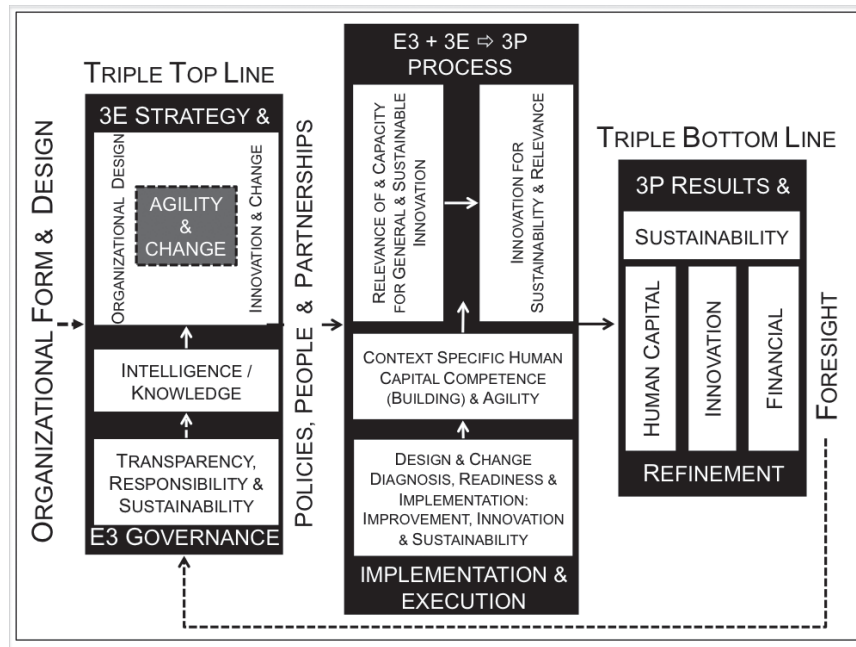 ORGANIZATIONAL FORM & DESIGN
TRIPLE TOP LINE
3E STRATEGY &
ORGANIZATIONAL DESIGN
AGILITY
&
CHANGE
INNOVATION & CHANGE
INTELLIGENCE /
KNOWLEDGE
TRANSPARENCY,
RESPONSIBILITY &
SUSTAINABILITY
E3 GOVERNANCE
POLICIES, PEOPLE & PARTNERSHIPS
E3 + 3E ⇨ 3P
PROCESS
RELEVANCE OF & CAPACITY
FOR GENERAL & SUSTAINABLE
INNOVATION
INNOVATION FOR
SUSTAINABILITY & RELEVANCE
CONTEXT SPECIFIC HUMAN
CAPITAL COMPETENCE
(BUILDING) & AGILITY
DESIGN & CHANGE
DIAGNOSIS, READINESS &
IMPLEMENTATION:
IMPROVEMENT, INNOVATION
& SUSTAINABILITY
IMPLEMENTATION &
EXECUTION
TRIPLE BOTTOM LINE
3P RESULTS &
SUSTAINABILITY
HUMAN CAPITAL
INNOVATION
FINANCIAL
REFINEMENT
FORESIGHT